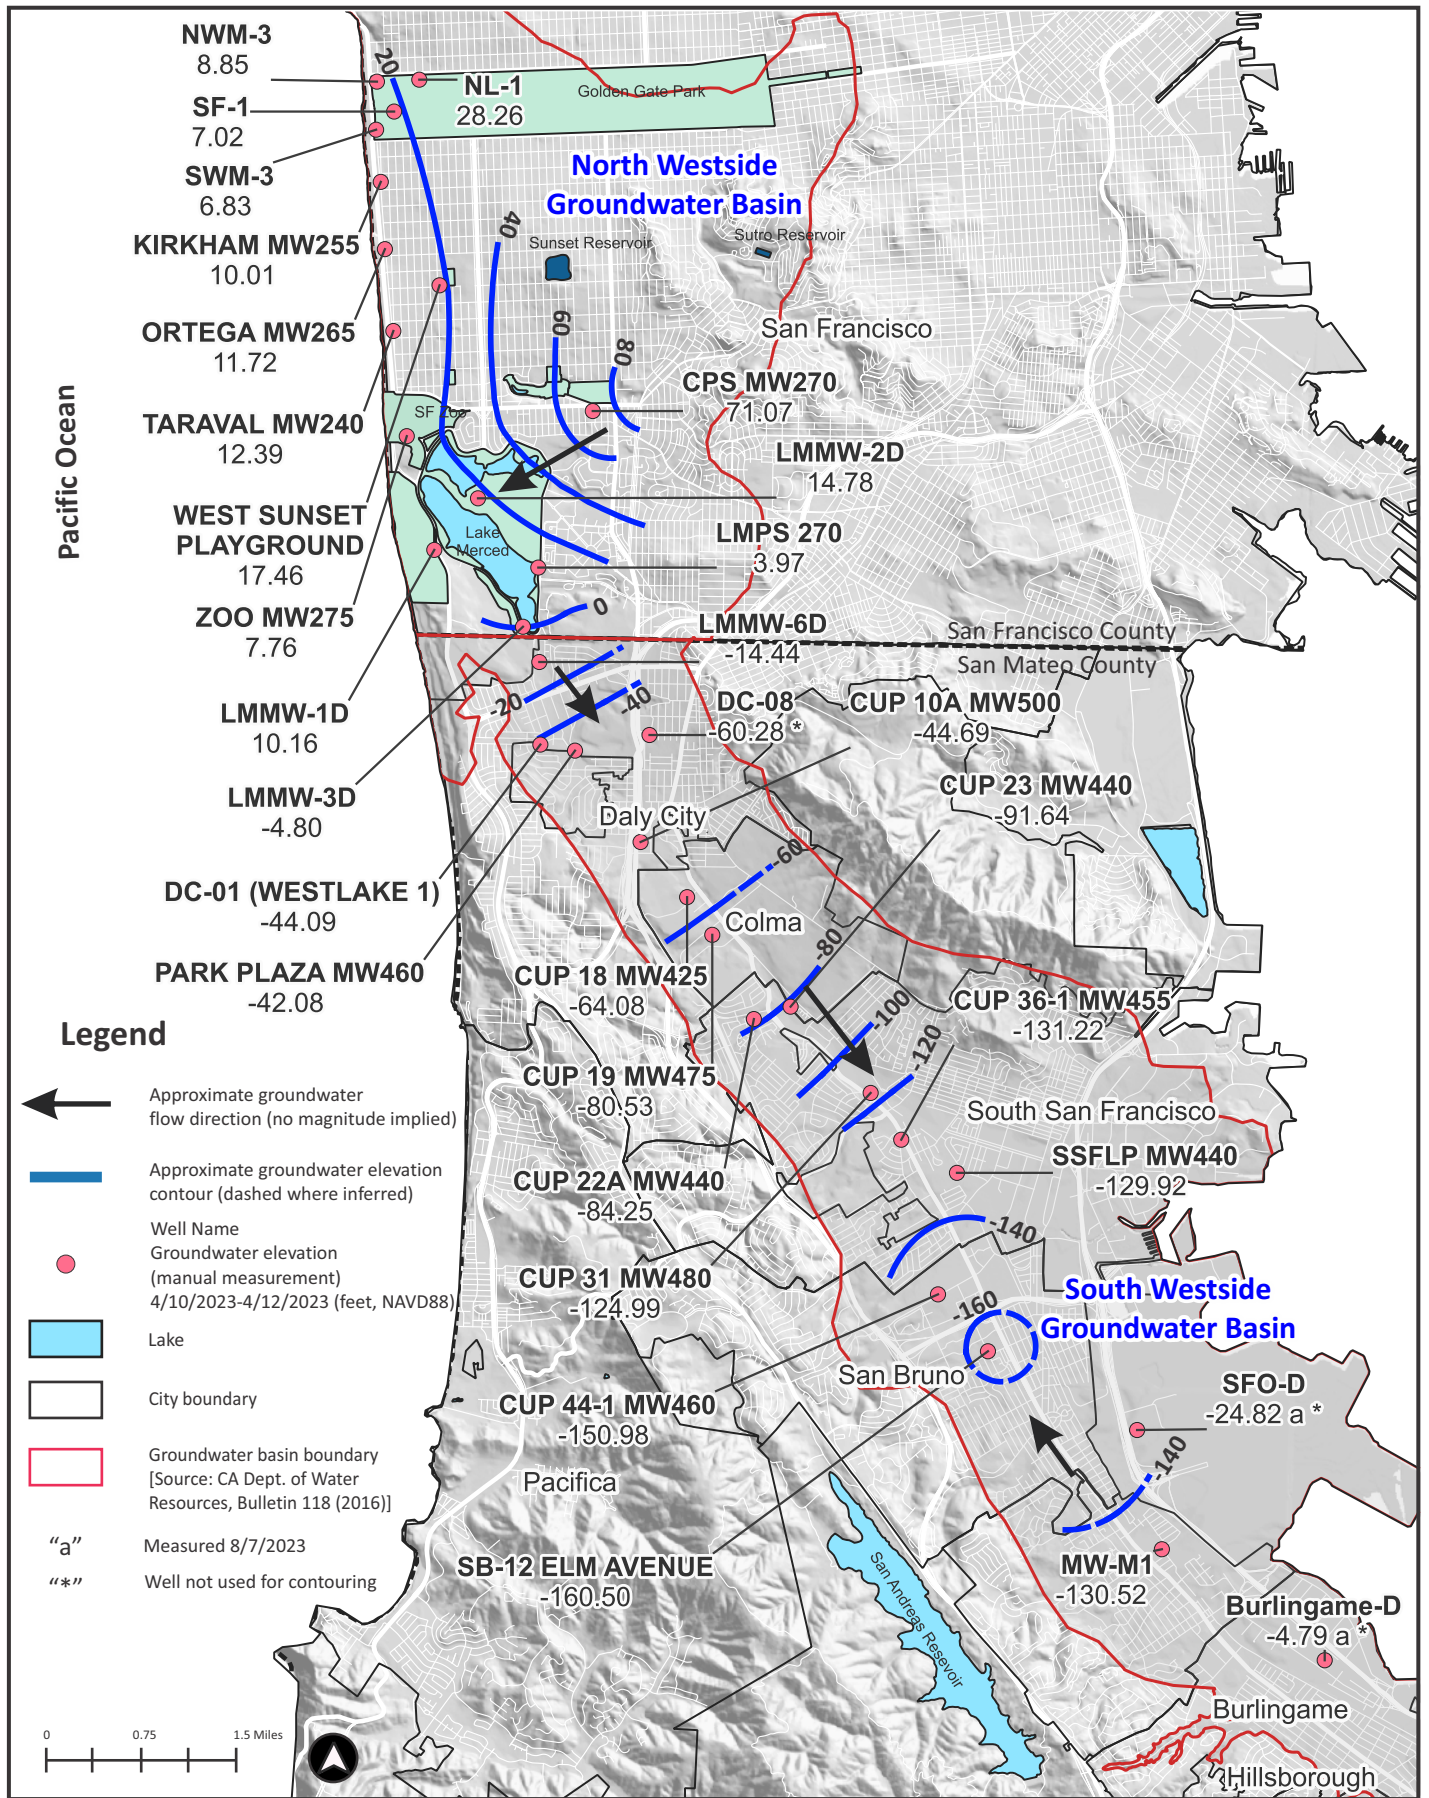 NWM-3
8.85
SF-1
7.02
SWM-3
6.83
KIRKHAM MW255
10.01
ORTEGA MW265
11.72
TARAVAL MW240
12.39
WEST SUNSET
PLAYGROUND
17.46
ZOO MW275
7.76
LMMW-1D
10.16
LMMW-3D
-4.80
DC-01 (WESTLAKE 1)
-44.09
PARK PLAZA MW460
-42.08
Pacific Ocean
20
NL-1
28.26
Golden Gate Park
North Westside
Groundwater Basin
40
Sunset Reservoir
Sutro Reservoir
60
80
San Francisco
CPS MW270
71.07
SF Zoo
LMMW-2D
14.78
Lake
Merced
LMPS 270
3.97
0
LMMW-6D
-14.44
San Francisco County
San Mateo County
-20
-40
DC-08
-60.28 *
CUP 10A MW500
-44.69
CUP 23 MW440
-91.64
Daly City
-60
Colma
-80
CUP 18 MW425
-64.08
-100
CUP 36-1 MW455
-131.22
-120
CUP 19 MW475
-80.53
South San Francisco
SSFLP MW440
-129.92
CUP 22A MW440
-84.25
-140
CUP 31 MW480
-124.99
South Westside
Groundwater Basin
-160
San Bruno
SFO-D
-24.82 a *
CUP 44-1 MW460
-150.98
-140
Pacifica
SB-12 ELM AVENUE
-160.50
San Andreas Resevoir
MW-M1
-130.52
Burlingame-D
-4.79 a *
Burlingame
Hillsborough
Legend
Approximate groundwater
flow direction (no magnitude implied)
Approximate groundwater elevation
contour (dashed where inferred)
Well Name
Groundwater elevation
(manual measurement)
4/10/2023-4/12/2023 (feet, NAVD88)
Lake
City boundary
Groundwater basin boundary
[Source: CA Dept. of Water
Resources, Bulletin 118 (2016)]
“a” Measured 8/7/2023
“*” Well not used for contouring
0 0.75 1.5 Miles